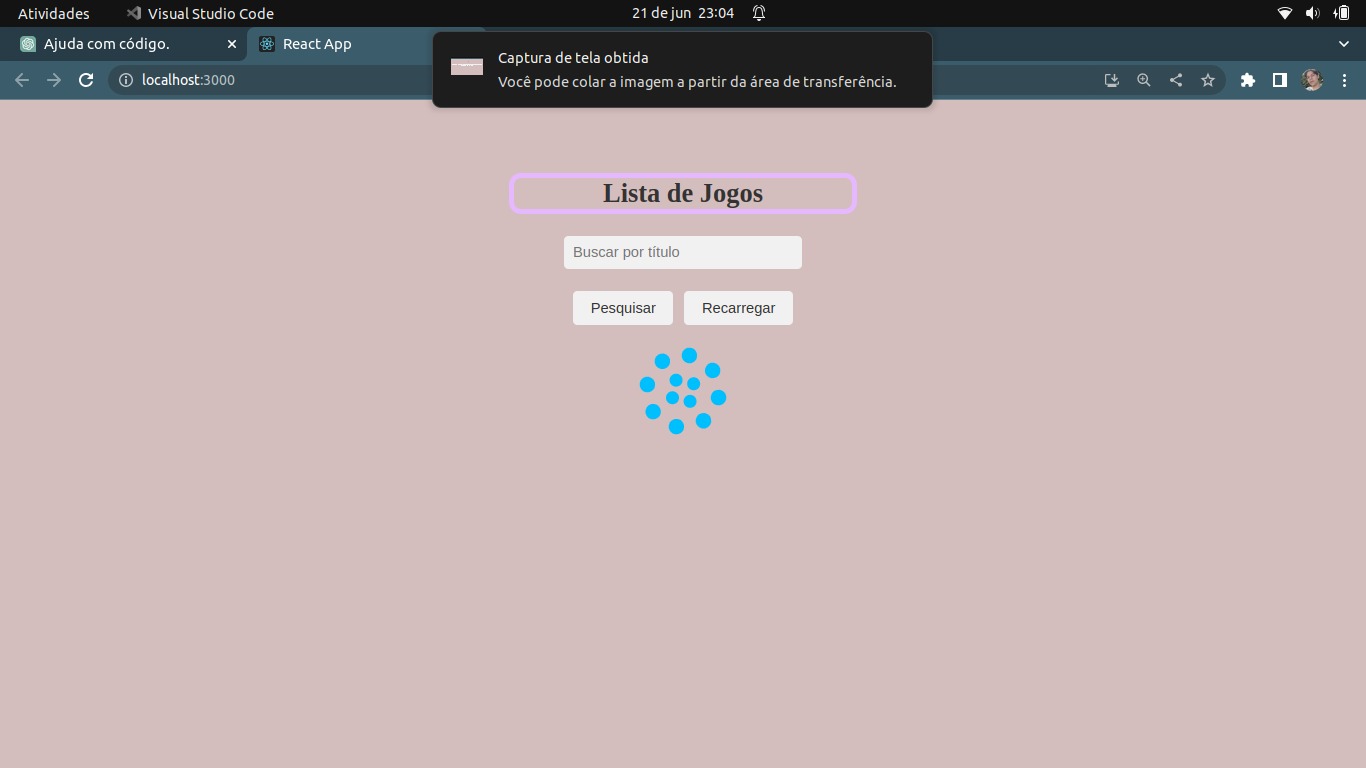 Atividades
Visual Studio Code
21 de jun 23:04
Ajuda com código.
React App
Captura de tela obtida
Você pode colar a imagem a partir da área de transferência.
localhost:3000
Lista de Jogos
Buscar por título
Pesquisar
Recarregar